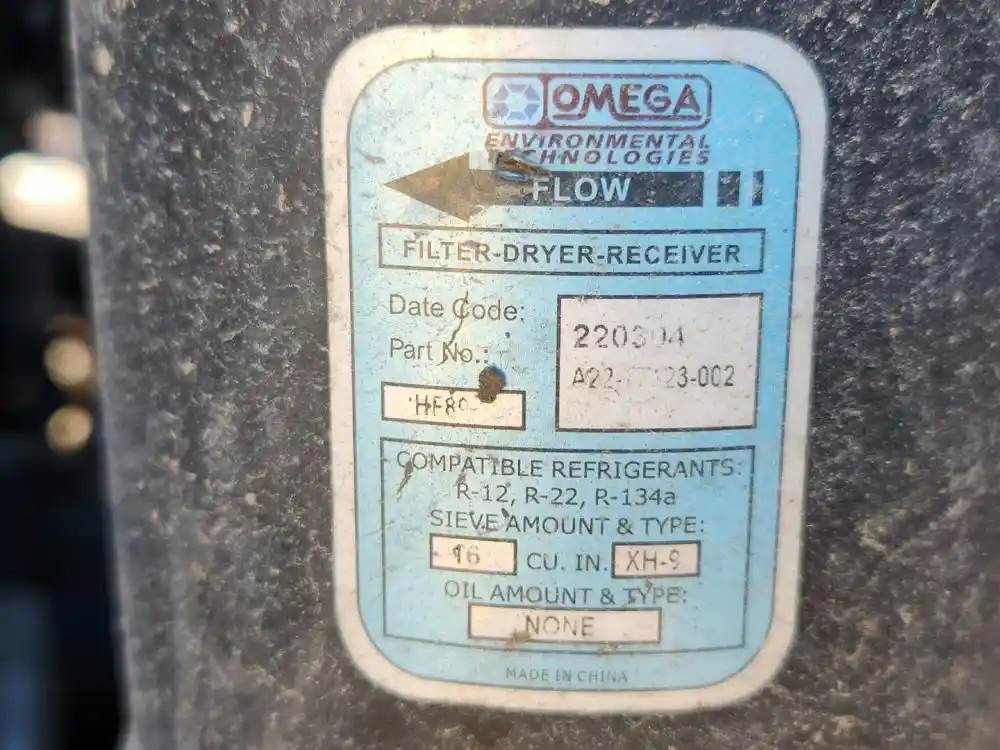 OMEGA
ENVIRONMENTAL
TECHNOLOGIES
FLOW
FILTER-DRYER-RECEIVER
Date Code:
220304
Part No.:
COMPATIBLE REFRIGERANTS:
R-12, R-22, R-134a
SIEVE AMOUNT & TYPE:
16 CU. IN. XH-9
OIL AMOUNT & TYPE:
NONE
MADE IN CHINA